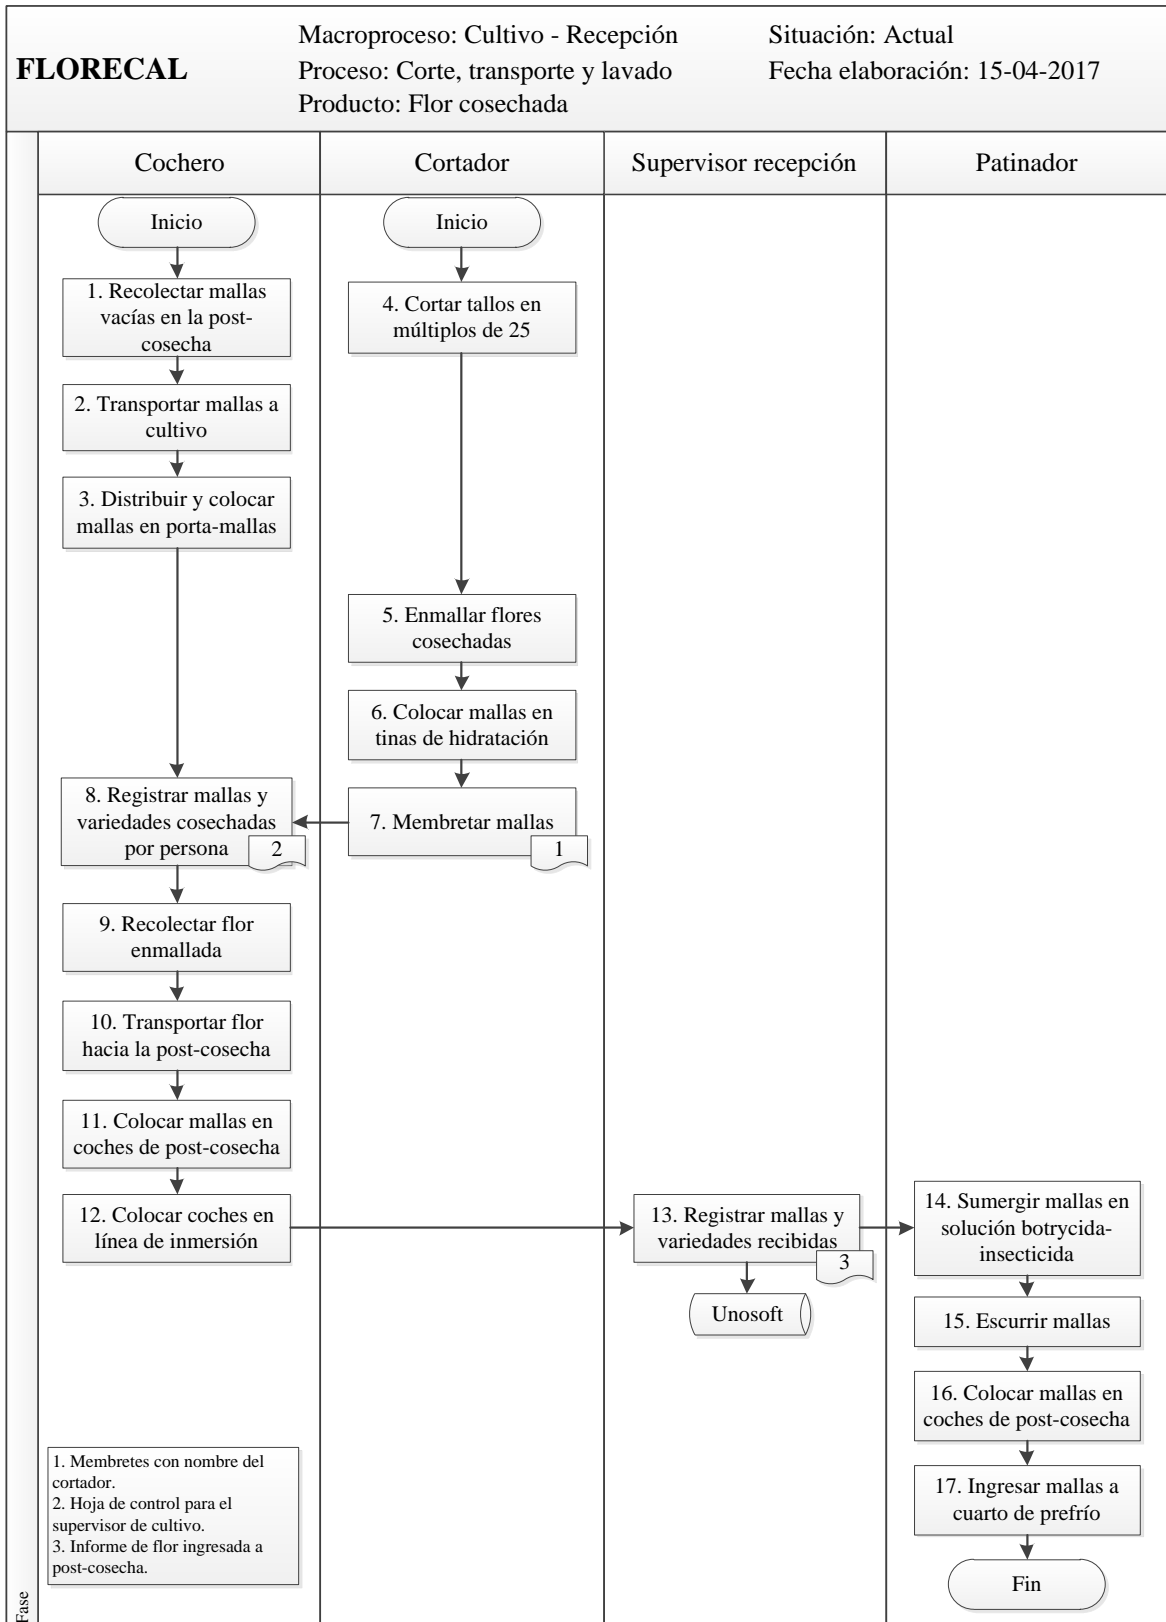 FLORECAL
Macroproceso: Cultivo - Recepción
Proceso: Corte, transporte y lavado
Producto: Flor cosechada
Situación: Actual
Fecha elaboración: 15-04-2017
Cochero
Cortador
Supervisor recepción
Patinador
Inicio
1. Recolectar mallas
vacías en la post-
cosecha
2. Transportar mallas a
cultivo
3. Distribuir y colocar
mallas en porta-mallas
Inicio
4. Cortar tallos en
múltiplos de 25
5. Enmallar flores
cosechadas
6. Colocar mallas en
tinas de hidratación
7. Membretar mallas
1
8. Registrar mallas y
variedades cosechadas
por persona
2
9. Recolectar flor
enmallada
10. Transportar flor
hacia la post-cosecha
11. Colocar mallas en
coches de post-cosecha
12. Colocar coches en
línea de inmersión
13. Registrar mallas y
variedades recibidas
3
Unosoft
14. Sumergir mallas en
solución botrycida-
insecticida
15. Escurrir mallas
16. Colocar mallas en
coches de post-cosecha
17. Ingresar mallas a
cuarto de prefrío
Fin
1. Membretes con nombre del
cortador.
2. Hoja de control para el
supervisor de cultivo.
3. Informe de flor ingresada a
post-cosecha.
Fase